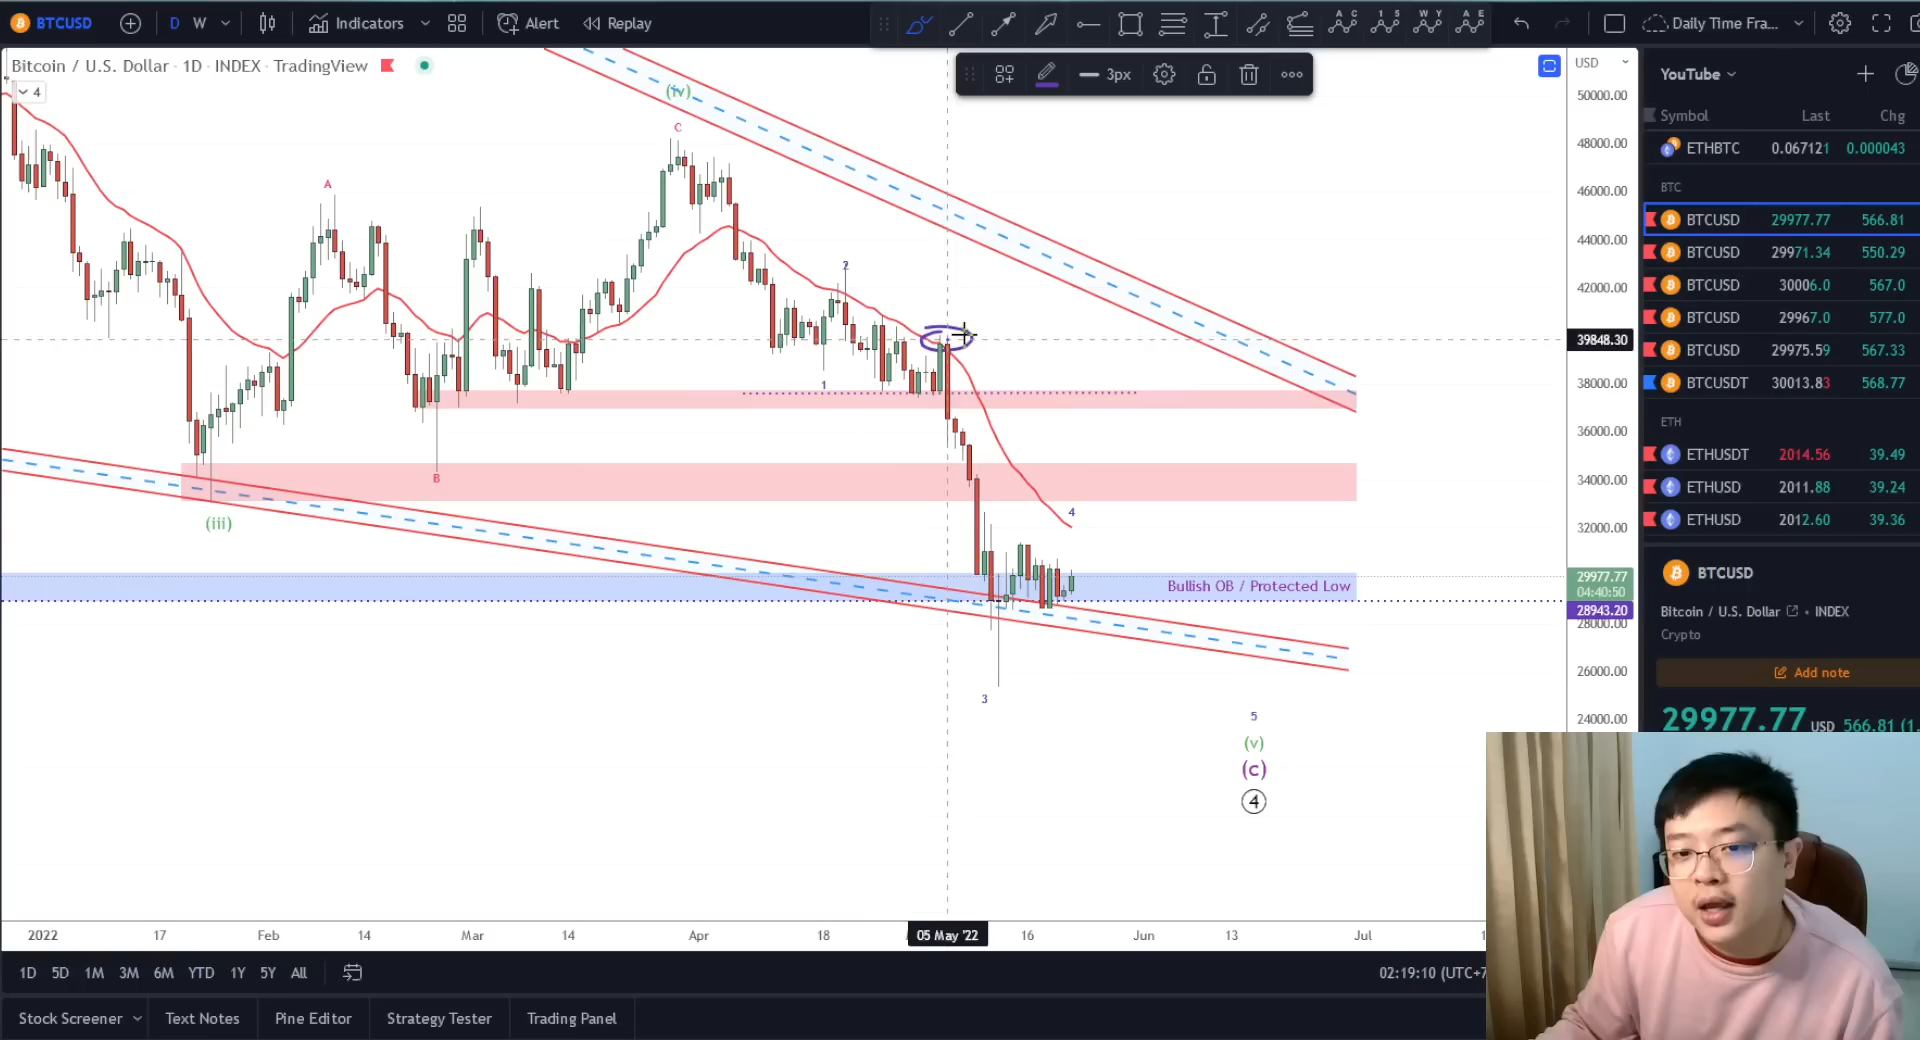 BTCUSD D W Indicators Alert Replay Daily Time Fra...
Bitcoin / U.S. Dollar · 1D · INDEX · TradingView
4
3px
USD
YouTube
Symbol Last Chg
ETHBTC 0.067121 0.000043
BTC
BTCUSD 29977.77 566.81
BTCUSD 29971.34 550.29
BTCUSD 30006.0 567.0
BTCUSD 29967.0 577.0
BTCUSD 29975.59 567.33
BTCUSDT 30013.83 568.77
ETH
ETHUSDT 2014.56 39.49
ETHUSD 2011.88 39.24
ETHUSD 2012.60 39.36
BTCUSD
Bitcoin / U.S. Dollar • INDEX
Crypto
Add note
29977.77 USD 566.81 (1.
50000.00
48000.00
46000.00
44000.00
42000.00
39848.30
38000.00
36000.00
34000.00
32000.00
29977.77
04:40:50
28943.20
28000.00
26000.00
24000.00
(iv)
C
A
2
1
B
(iii)
4
Bullish OB / Protected Low
3
5
(v)
(c)
4
2022 17 Feb 14 Mar 14 Apr 18 05 May '22 16 Jun 13 Jul
1D 5D 1M 3M 6M YTD 1Y 5Y All
02:19:10 (UTC+7
Stock Screener Text Notes Pine Editor Strategy Tester Trading Panel